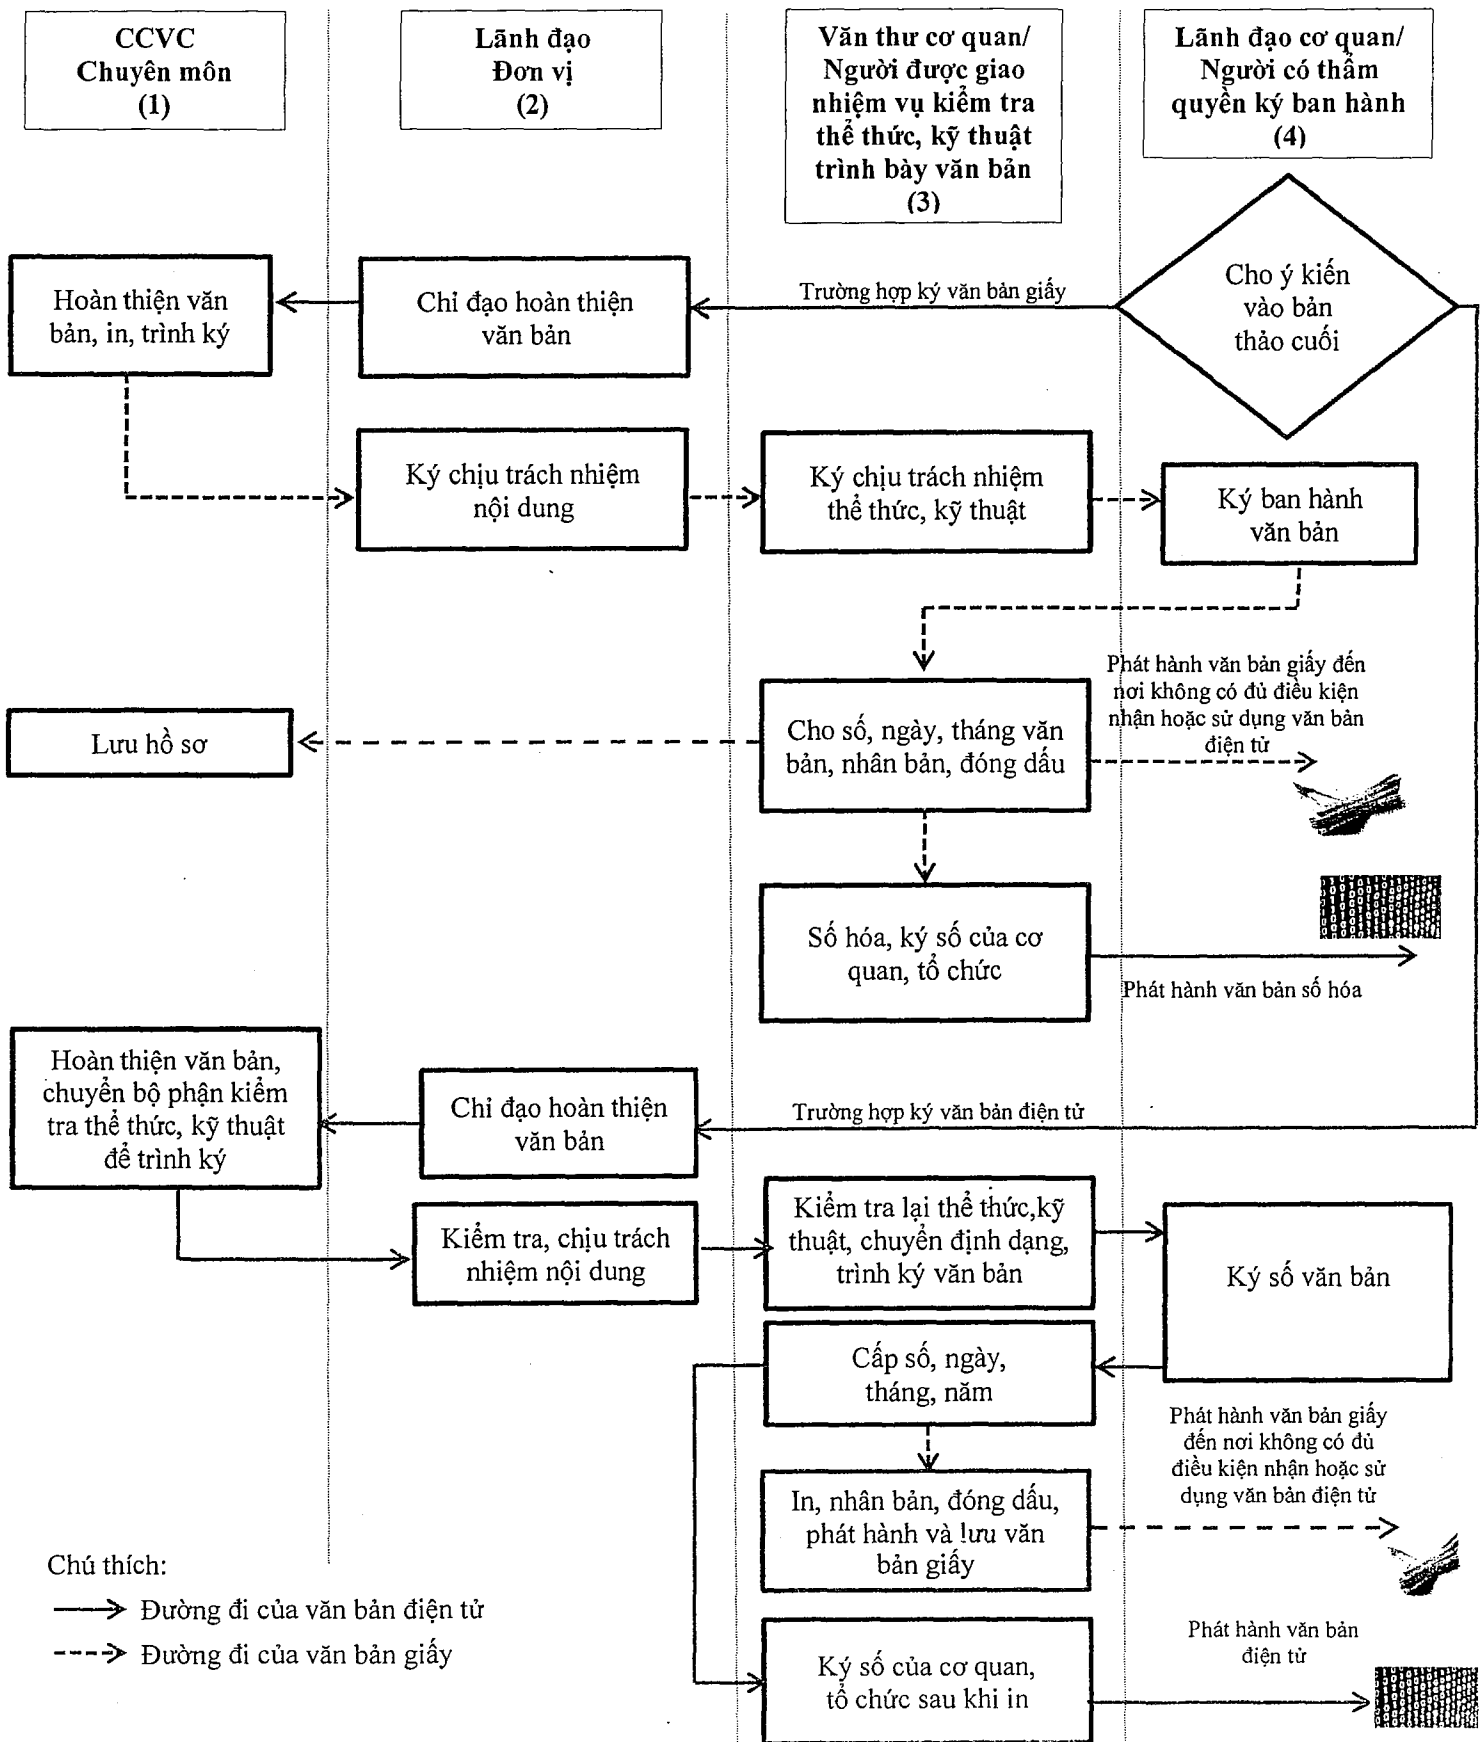 CCVC
Chuyên môn
(1)
Lãnh đạo
Đơn vị
(2)
Văn thư cơ quan/
Người được giao
nhiệm vụ kiểm tra
thể thức, kỹ thuật
trình bày văn bản
(3)
Lãnh đạo cơ quan/
Người có thẩm
quyền ký ban hành
(4)
Cho ý kiến
vào bản
thảo cuối
Trường hợp ký văn bản giấy
Chỉ đạo hoàn thiện
văn bản
Hoàn thiện văn
bản, in, trình ký
Ký chịu trách nhiệm
nội dung
Ký chịu trách nhiệm
thể thức, kỹ thuật
Ký ban hành
văn bản
Cho số, ngày, tháng văn
bản, nhân bản, đóng dấu
Phát hành văn bản giấy đến
nơi không có đủ điều kiện
nhận hoặc sử dụng văn bản
điện tử
Lưu hồ sơ
Số hóa, ký số của cơ
quan, tổ chức
Phát hành văn bản số hóa
Trường hợp ký văn bản điện tử
Chỉ đạo hoàn thiện
văn bản
Hoàn thiện văn bản,
chuyển bộ phận kiểm
tra thể thức, kỹ thuật
để trình ký
Kiểm tra, chịu trách
nhiệm nội dung
Kiểm tra lại thể thức,kỹ
thuật, chuyển định dạng,
trình ký văn bản
Ký số văn bản
Cấp số, ngày,
tháng, năm
In, nhân bản, đóng dấu,
phát hành và lưu văn
bản giấy
Phát hành văn bản giấy
đến nơi không có đủ
điều kiện nhận hoặc sử
dụng văn bản điện tử
Ký số của cơ quan,
tổ chức sau khi in
Phát hành văn bản
điện tử
Chú thích:
Đường đi của văn bản điện tử
Đường đi của văn bản giấy